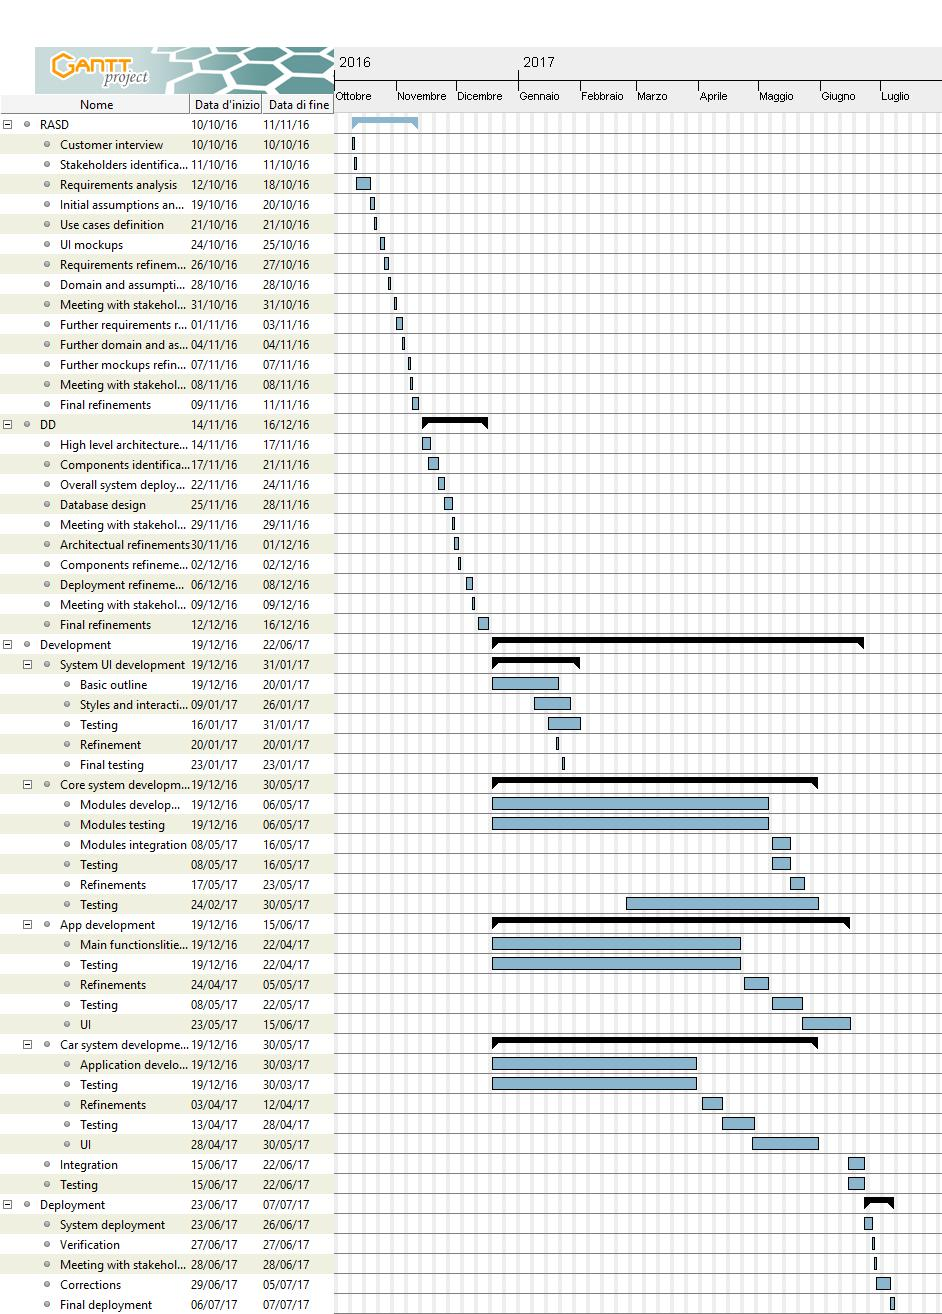 GANTT
project
2016 2017
Nome Data d'inizio Data di fine Ottobre Novembre Dicembre Gennaio Febbraio Marzo Aprile Maggio Giugno Luglio
RASD 10/10/16 11/11/16
Customer interview 10/10/16 10/10/16
Stakeholders identifica... 11/10/16 11/10/16
Requirements analysis 12/10/16 18/10/16
Initial assumptions an... 19/10/16 20/10/16
Use cases definition 21/10/16 21/10/16
UI mockups 24/10/16 25/10/16
Requirements refinem... 26/10/16 27/10/16
Domain and assumpti... 28/10/16 28/10/16
Meeting with stakehol... 31/10/16 31/10/16
Further requirements r... 01/11/16 03/11/16
Further domain and as... 04/11/16 04/11/16
Further mockups refin... 07/11/16 07/11/16
Meeting with stakehol... 08/11/16 08/11/16
Final refinements 09/11/16 11/11/16
DD 14/11/16 16/12/16
High level architecture... 14/11/16 17/11/16
Components identifica... 17/11/16 21/11/16
Overall system deploy... 22/11/16 24/11/16
Database design 25/11/16 28/11/16
Meeting with stakehol... 29/11/16 29/11/16
Architectual refinements 30/11/16 01/12/16
Components refineme... 02/12/16 02/12/16
Deployment refineme... 06/12/16 08/12/16
Meeting with stakehol... 09/12/16 09/12/16
Final refinements 12/12/16 16/12/16
Development 19/12/16 22/06/17
System UI development 19/12/16 31/01/17
Basic outline 19/12/16 20/01/17
Styles and interacti... 09/01/17 26/01/17
Testing 16/01/17 31/01/17
Refinement 20/01/17 20/01/17
Final testing 23/01/17 23/01/17
Core system developm... 19/12/16 30/05/17
Modules develop... 19/12/16 06/05/17
Modules testing 19/12/16 06/05/17
Modules integration 08/05/17 16/05/17
Testing 08/05/17 16/05/17
Refinements 17/05/17 23/05/17
Testing 24/02/17 30/05/17
App development 19/12/16 15/06/17
Main functionslitie... 19/12/16 22/04/17
Testing 19/12/16 22/04/17
Refinements 24/04/17 05/05/17
Testing 08/05/17 22/05/17
UI 23/05/17 15/06/17
Car system developme... 19/12/16 30/05/17
Application develo... 19/12/16 30/03/17
Testing 19/12/16 30/03/17
Refinements 03/04/17 12/04/17
Testing 13/04/17 28/04/17
UI 28/04/17 30/05/17
Integration 15/06/17 22/06/17
Testing 15/06/17 22/06/17
Deployment 23/06/17 07/07/17
System deployment 23/06/17 26/06/17
Verification 27/06/17 27/06/17
Meeting with stakehol... 28/06/17 28/06/17
Corrections 29/06/17 05/07/17
Final deployment 06/07/17 07/07/17